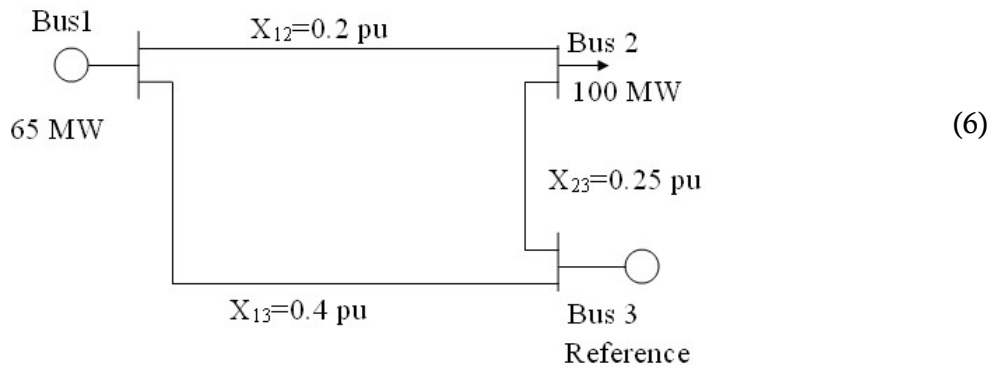 Bus1
X₁₂=0.2 pu
Bus 2
100 MW
65 MW
(6)
X₂₃=0.25 pu
X₁₃=0.4 pu
Bus 3
Reference